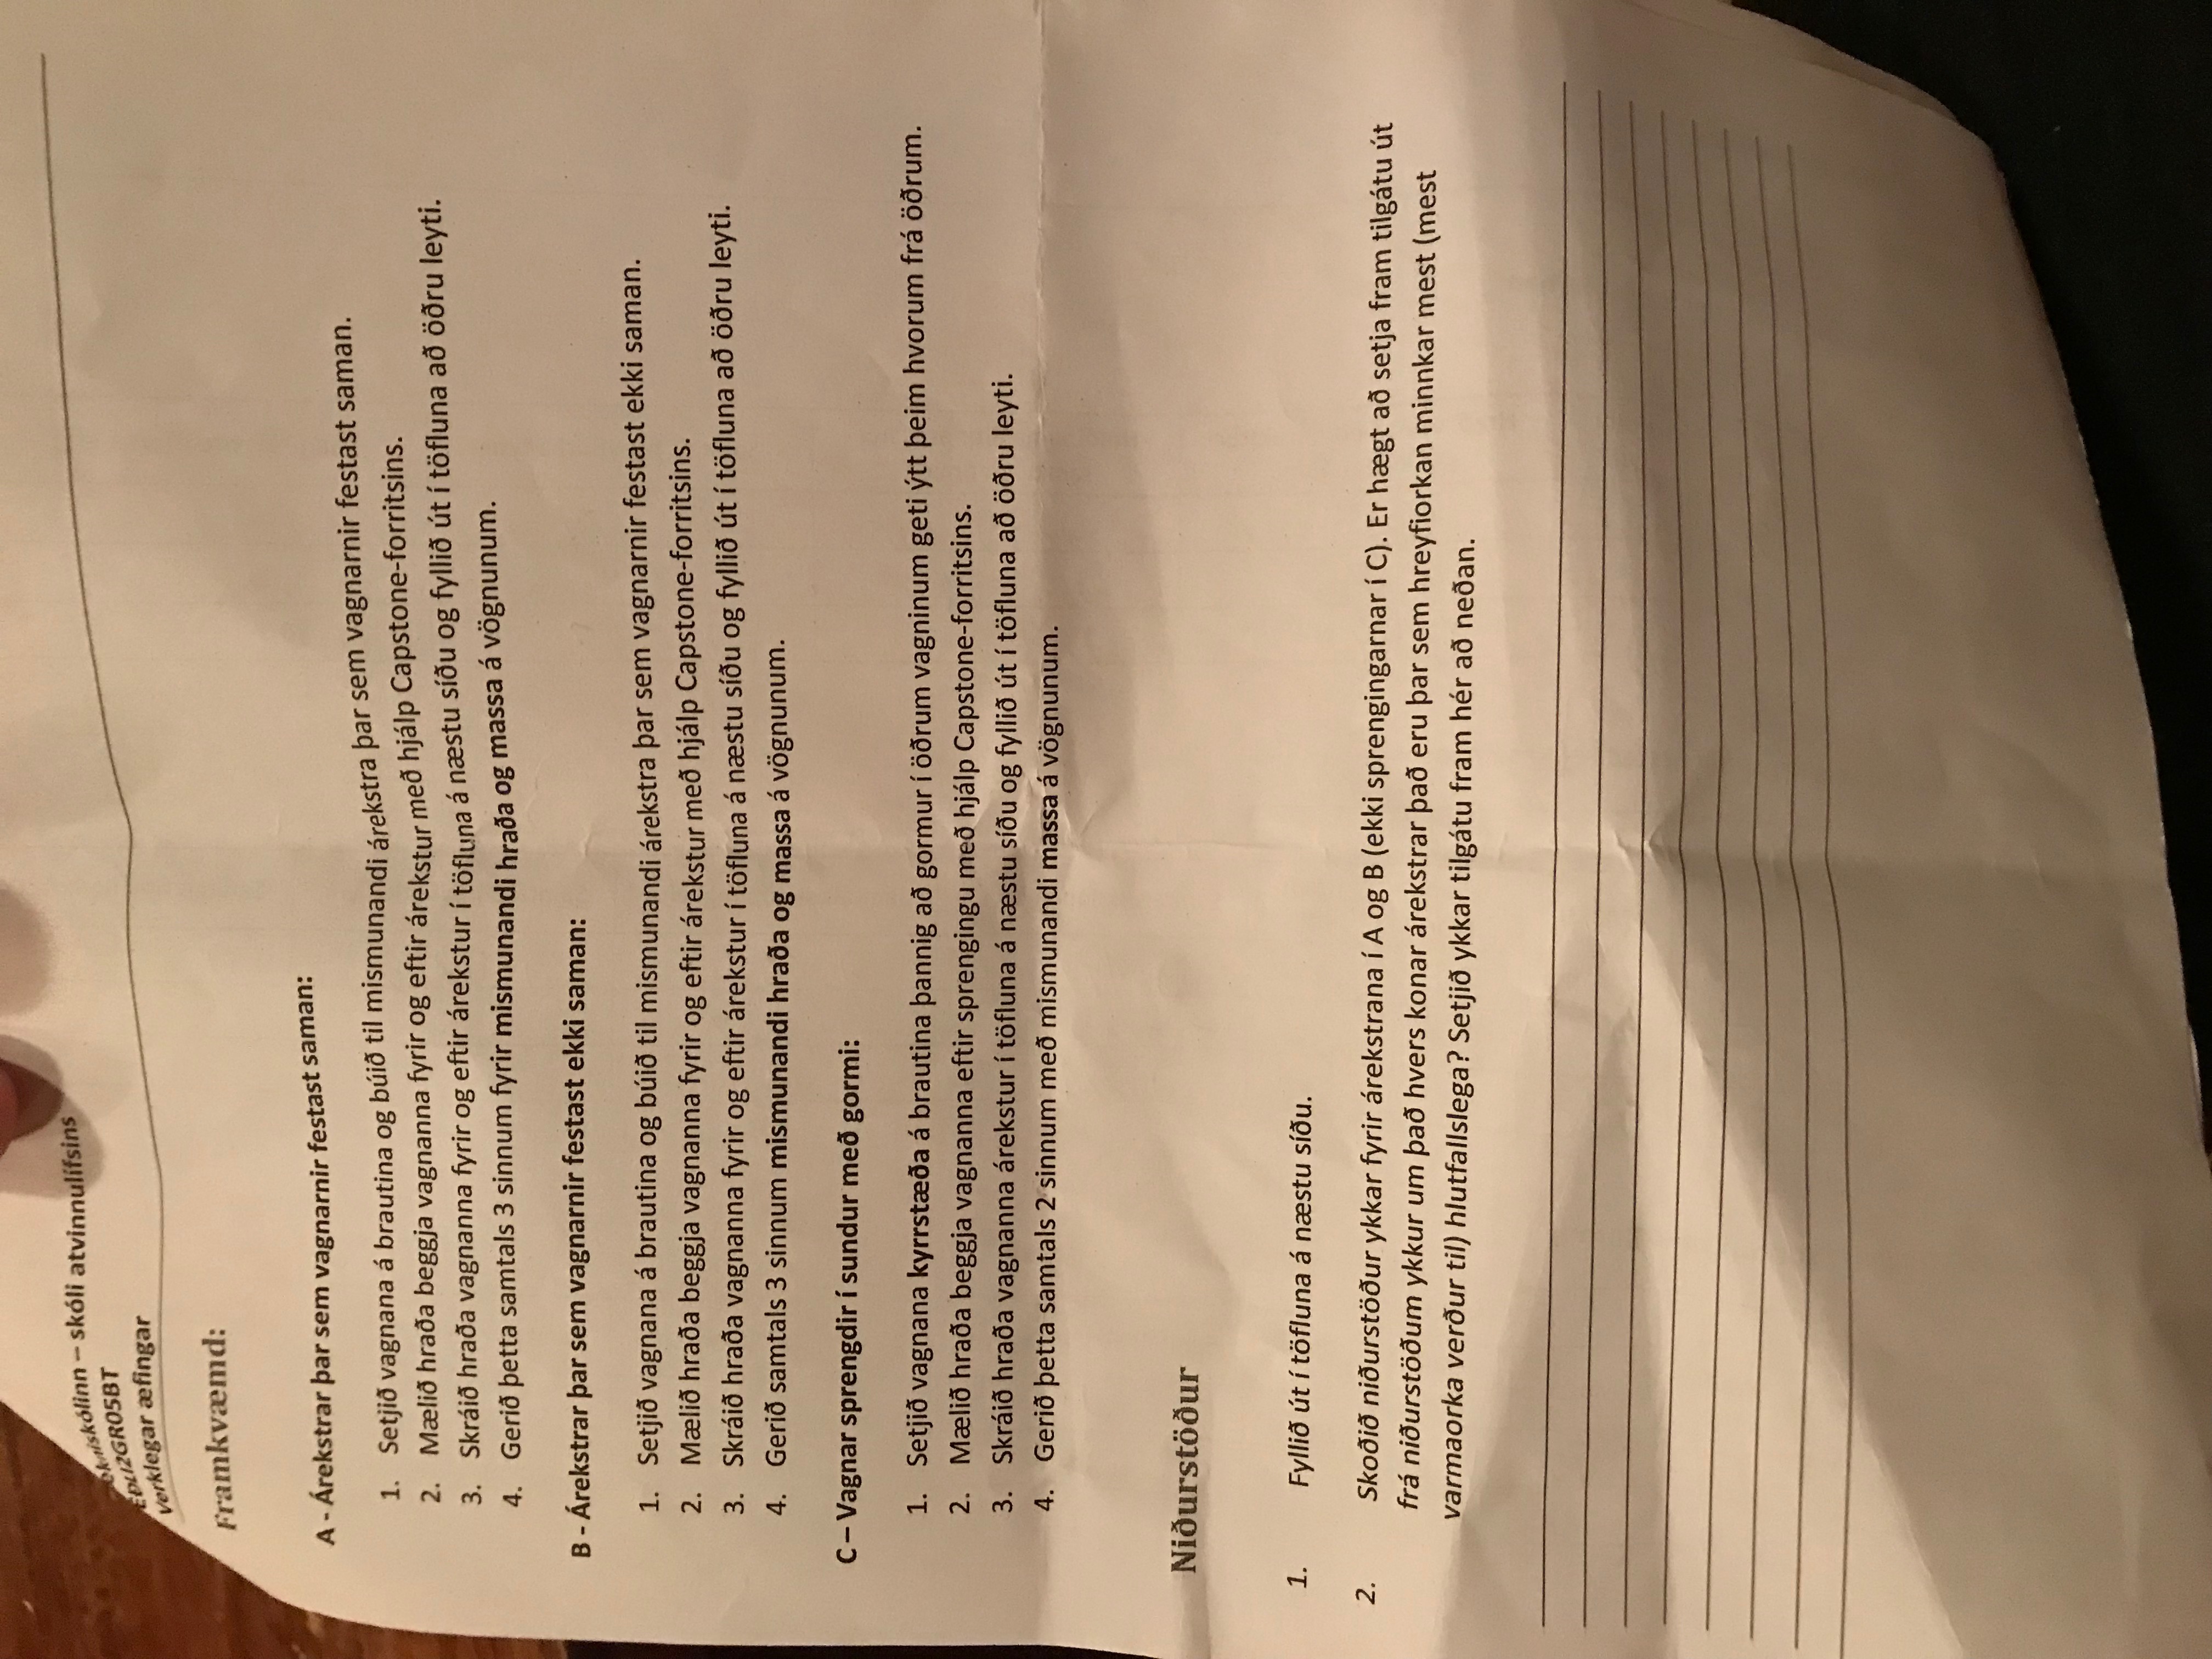 – skóli atvinnulífsins
EÐLI2GR05BT
Verklegar æfingar
Framkvæmd:
A - Árekstrar þar sem vagnarnir festast saman:
1. Setjið vagnana á brautina og búið til mismunandi árekstra þar sem vagnarnir festast saman.
2. Mælið hraða beggja vagnanna fyrir og eftir árekstur með hjálp Capstone-forritsins.
3. Skráið hraða vagnanna fyrir og eftir árekstur í töfluna á næstu síðu og fyllið út í töfluna að öðru leyti.
4. Gerið þetta samtals 3 sinnum fyrir mismunandi hraða og massa á vögnunum.
B - Árekstrar þar sem vagnarnir festast ekki saman:
1. Setjið vagnana á brautina og búið til mismunandi árekstra þar sem vagnarnir festast ekki saman.
2. Mælið hraða beggja vagnanna fyrir og eftir árekstur með hjálp Capstone-forritsins.
3. Skráið hraða vagnanna fyrir og eftir árekstur í töfluna á næstu síðu og fyllið út í töfluna að öðru leyti.
4. Gerið samtals 3 sinnum mismunandi hraða og massa á vögnunum.
C – Vagnar sprengdir í sundur með gormi:
1. Setjið vagnana kyrrstæða á brautina þannig að gormur í öðrum vagninum geti ýtt þeim hvorum frá öðrum.
2. Mælið hraða beggja vagnanna eftir sprengingu með hjálp Capstone-forritsins.
3. Skráið hraða vagnanna árekstur í töfluna á næstu síðu og fyllið út í töfluna að öðru leyti.
4. Gerið þetta samtals 2 sinnum með mismunandi massa á vögnunum.
Niðurstöður
1. Fyllið út í töfluna á næstu síðu.
2. Skoðið niðurstöður ykkar fyrir árekstrana í A og B (ekki sprengingarnar í C). Er hægt að setja fram tilgátu út
frá niðurstöðum ykkur um það hvers konar árekstrar það eru þar sem hreyfiorkan minnkar mest (mest
varmaorka verður til) hlutfallslega? Setjið ykkar tilgátu fram hér að neðan.